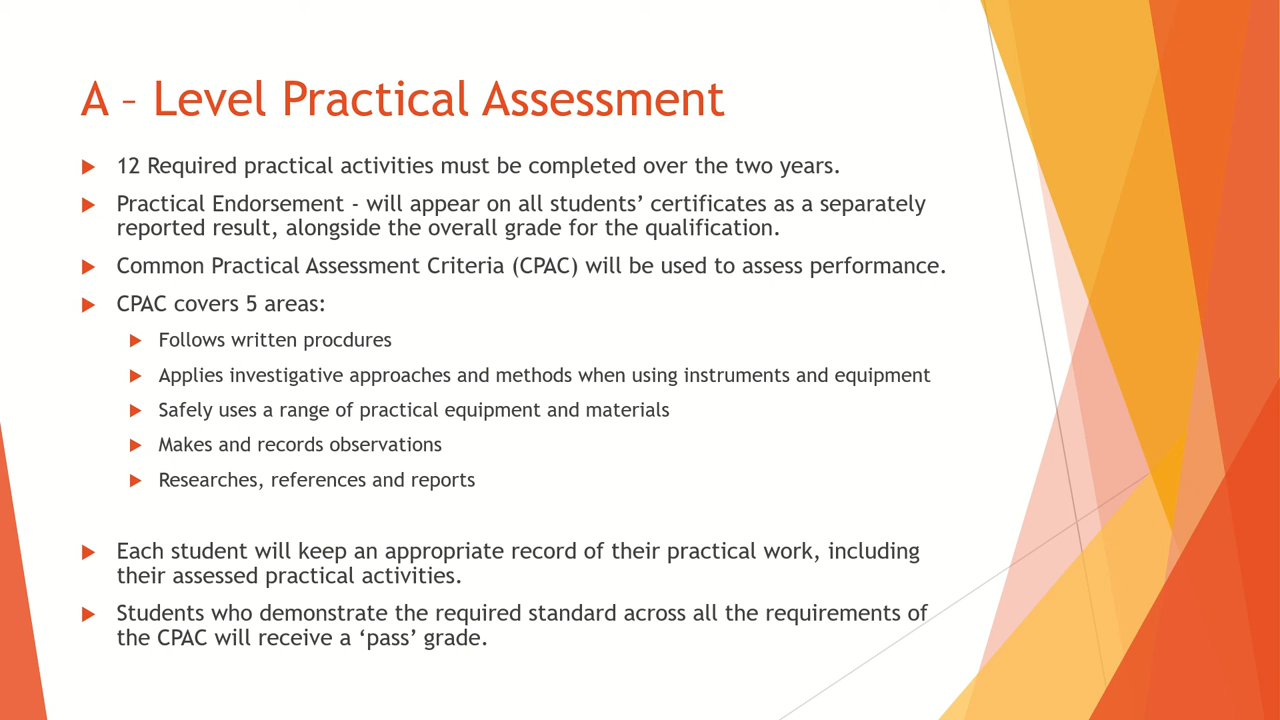 A – Level Practical Assessment
12 Required practical activities must be completed over the two years.
Practical Endorsement - will appear on all students’ certificates as a separately
reported result, alongside the overall grade for the qualification.
Common Practical Assessment Criteria (CPAC) will be used to assess performance.
CPAC covers 5 areas:
Follows written procdures
Applies investigative approaches and methods when using instruments and equipment
Safely uses a range of practical equipment and materials
Makes and records observations
Researches, references and reports
Each student will keep an appropriate record of their practical work, including
their assessed practical activities.
Students who demonstrate the required standard across all the requirements of
the CPAC will receive a ‘pass’ grade.